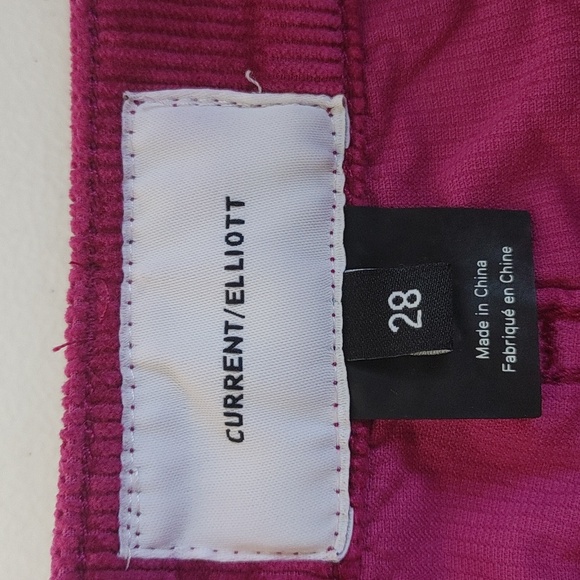 CURRENT/ELLIOTT
28
Made in China
Fabriqué en Chine